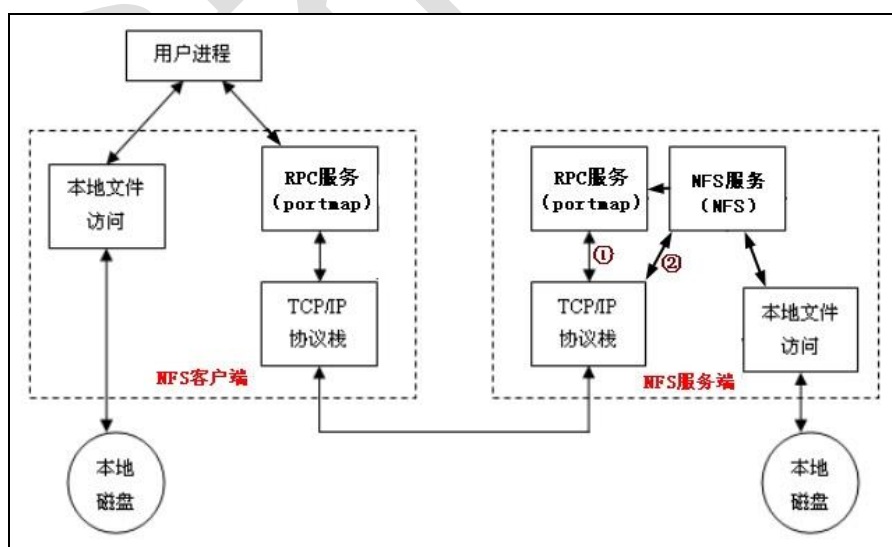 用户进程
本地文件
访问
RPC服务
(portmap)
TCP/IP
协议栈
NFS客户端
本地
磁盘
RPC服务
(portmap)
NFS服务
(NFS)
①
②
TCP/IP
协议栈
本地文件
访问
NFS服务端
本地
磁盘